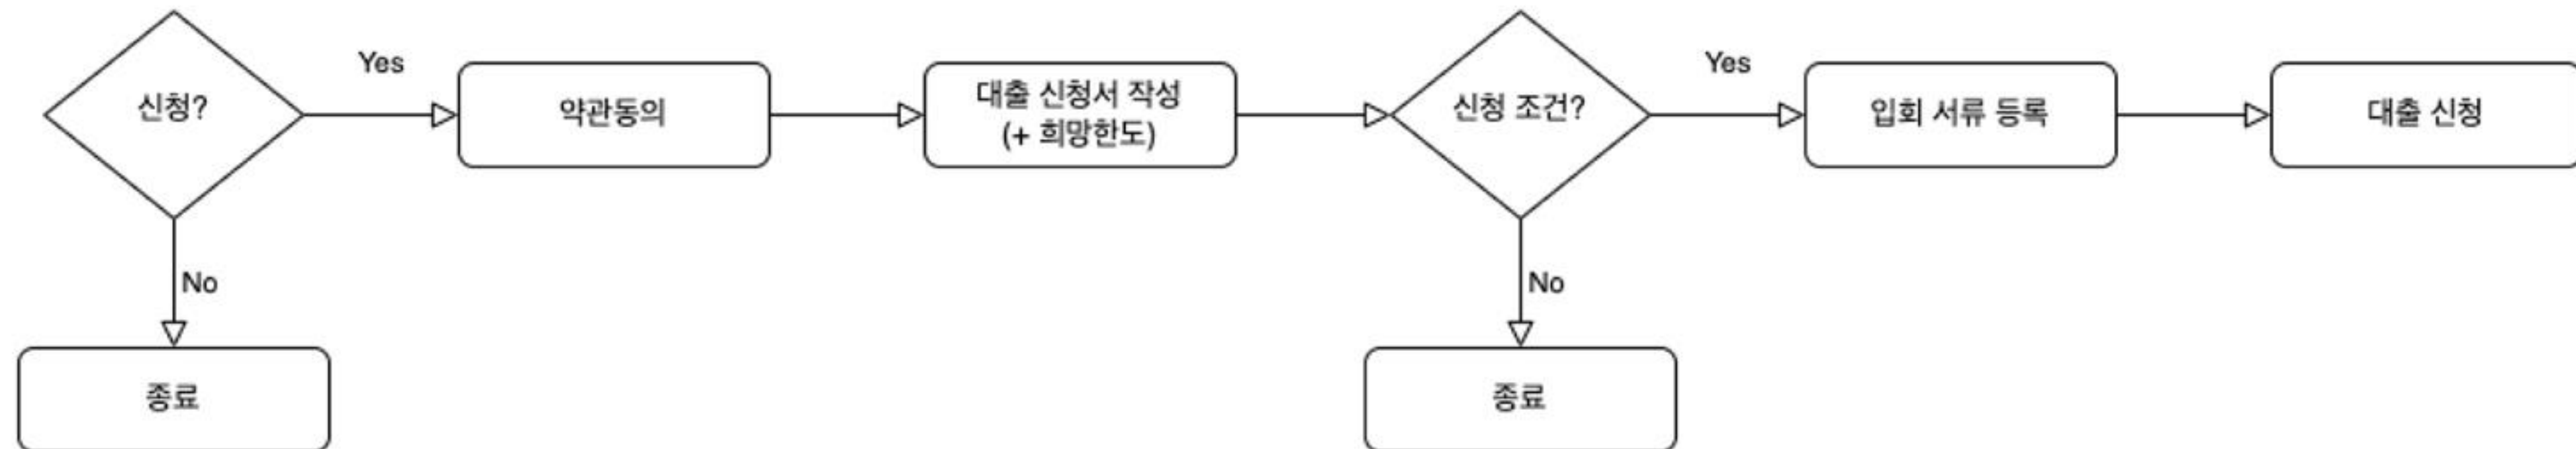 신청?
Yes
약관동의
대출 신청서 작성
(+ 희망한도)
신청 조건?
Yes
입회 서류 등록
대출 신청
No
No
종료
종료